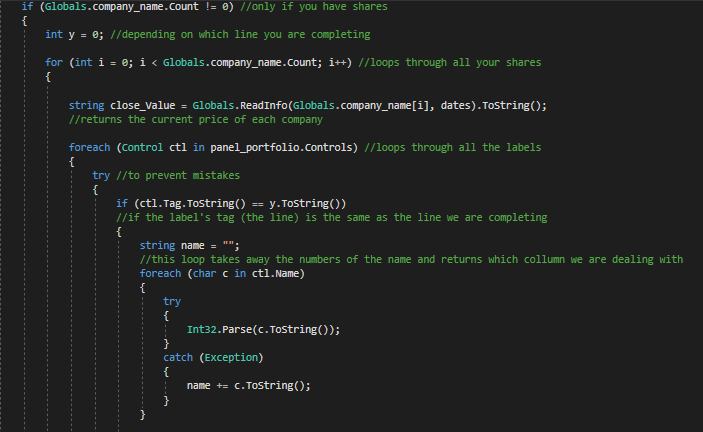 if (Globals.company_name.Count != 0) //only if you have shares
{
int y = 0; //depending on which line you are completing
for (int i = 0; i < Globals.company_name.Count; i++) //loops through all your shares
{
string close_Value = Globals.ReadInfo(Globals.company_name[i], dates).ToString();
//returns the current price of each company
foreach (Control ctl in panel_portfolio.Controls) //loops through all the labels
{
try //to prevent mistakes
{
if (ctl.Tag.ToString() == y.ToString())
//if the label's tag (the line) is the same as the line we are completing
{
string name = "";
//this loop takes away the numbers of the name and returns which collumn we are dealing with
foreach (char c in ctl.Name)
{
try
{
Int32.Parse(c.ToString());
}
catch (Exception)
{
name += c.ToString();
}
}